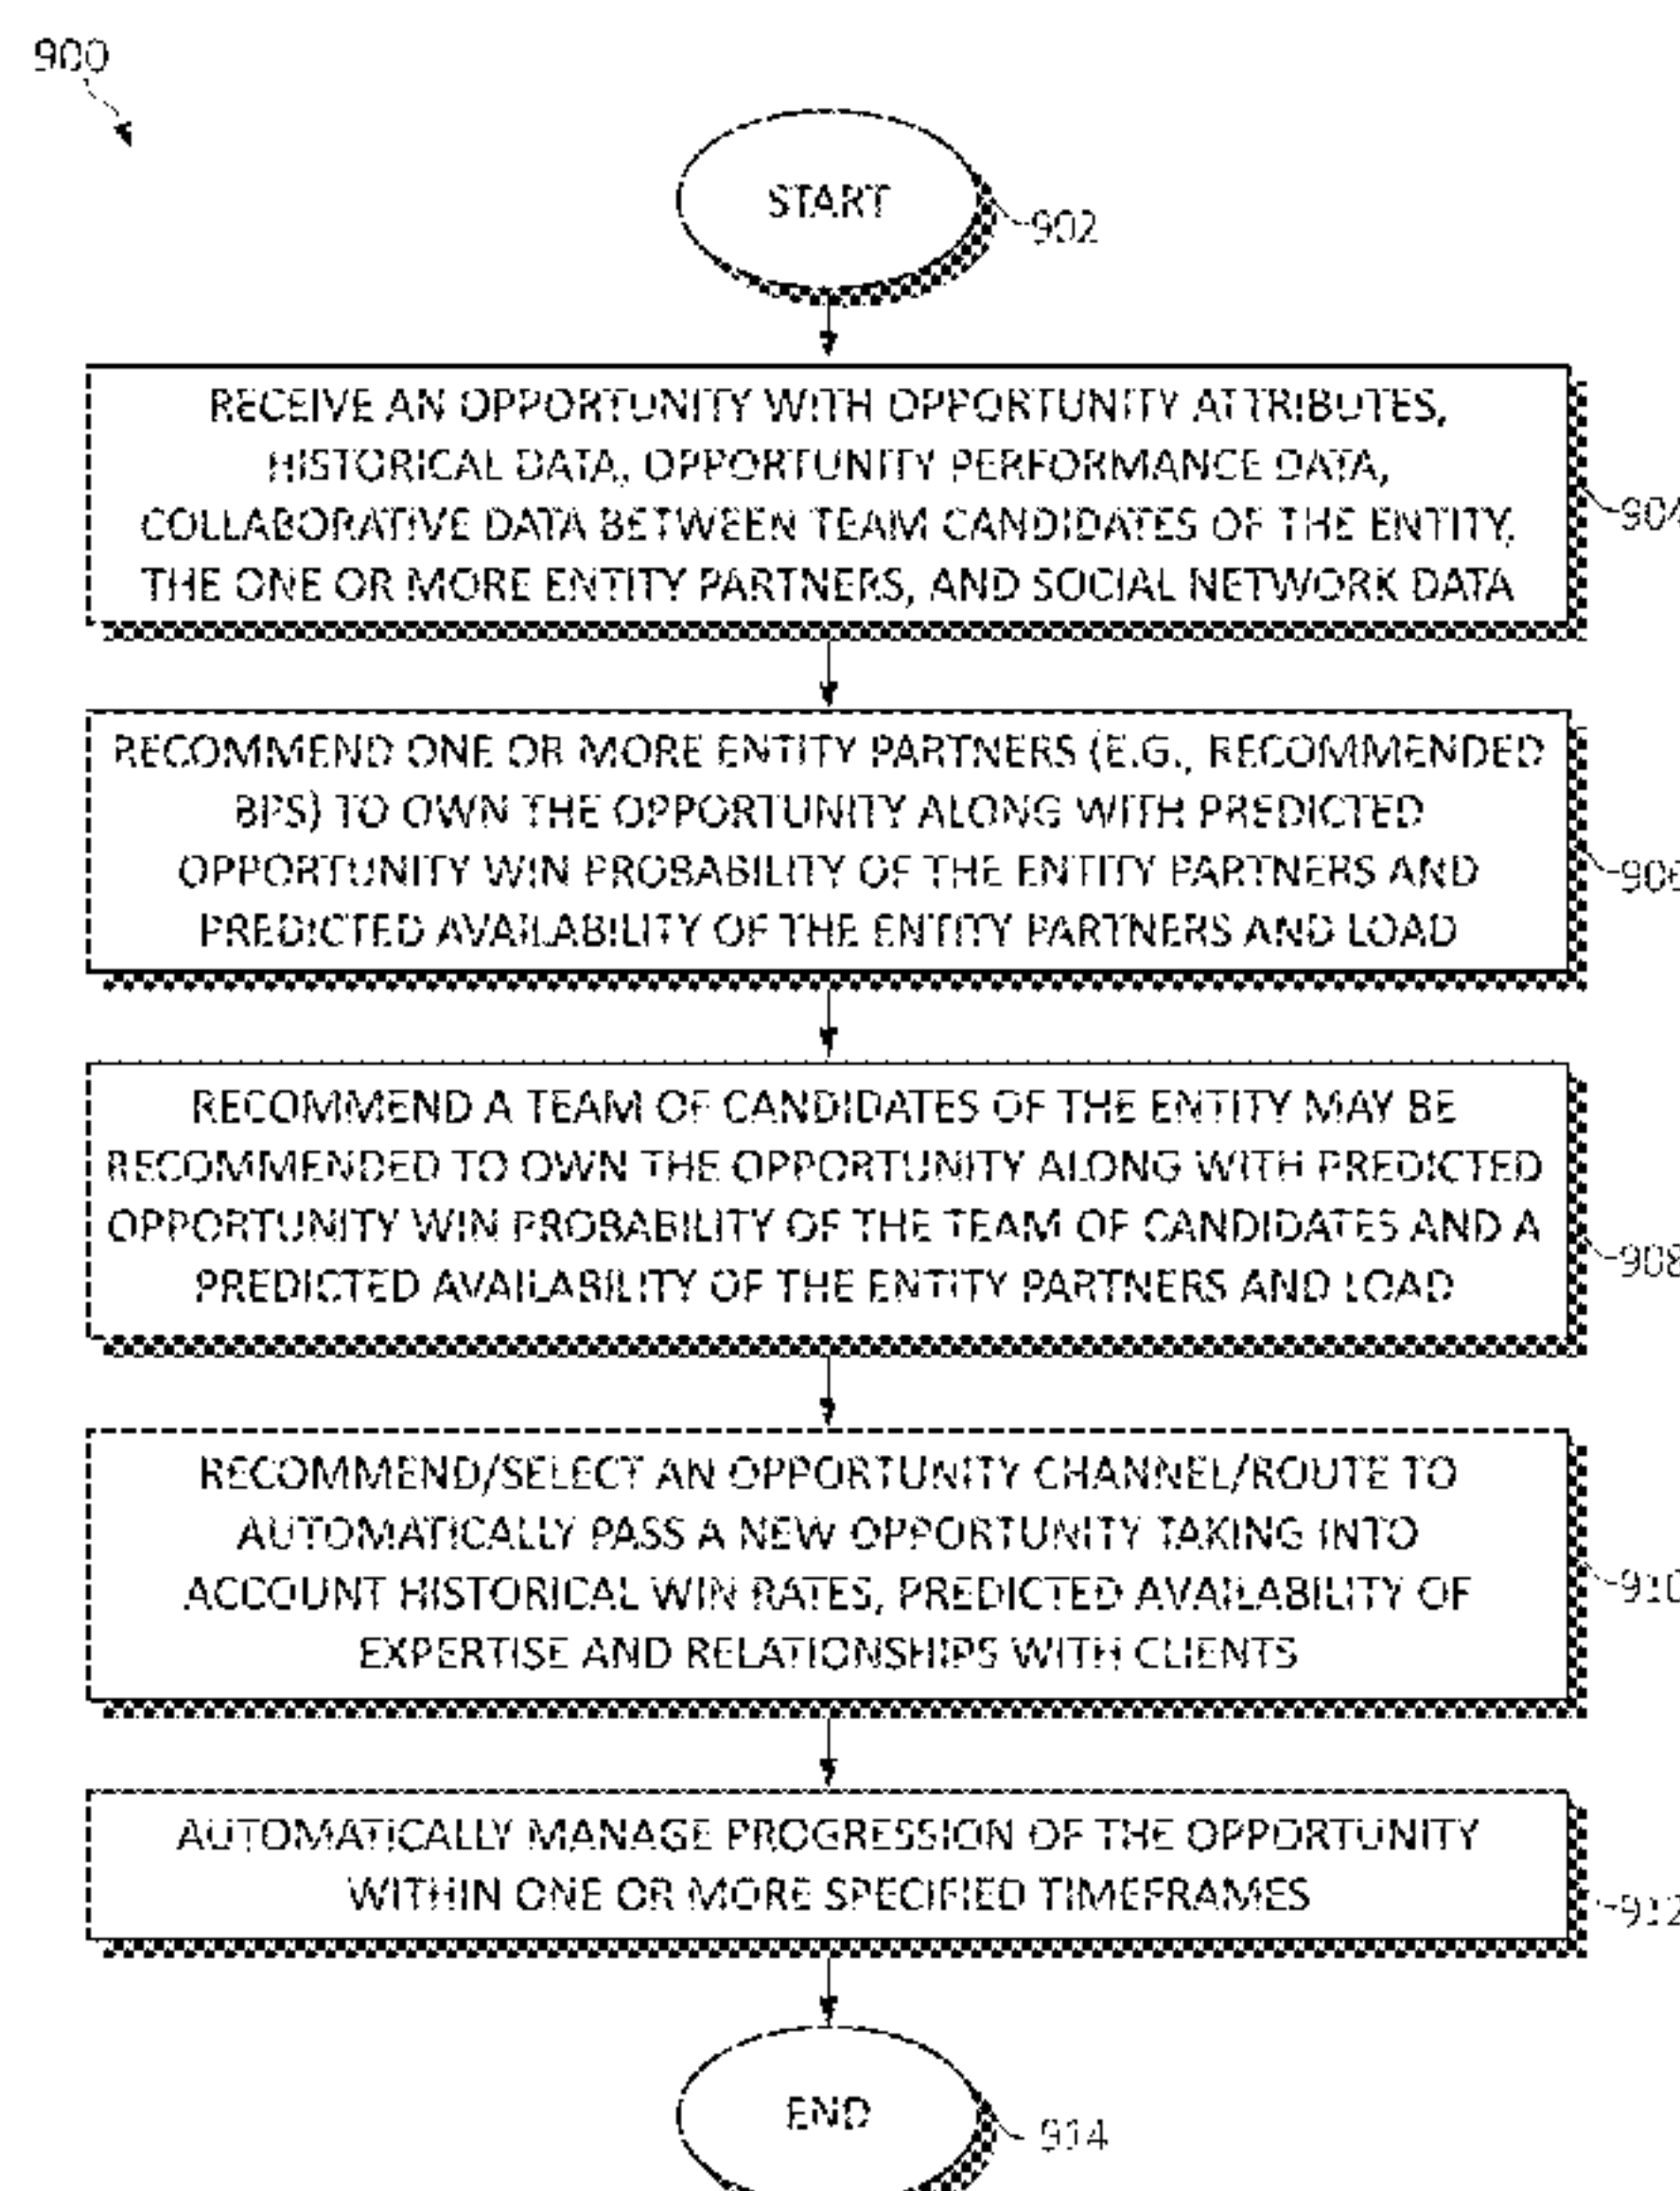 900
START
902
RECEIVE AN OPPORTUNITY WITH OPPORTUNITY ATTRIBUTES,
HISTORICAL DATA, OPPORTUNITY PERFORMANCE DATA,
COLLABORATIVE DATA BETWEEN TEAM CANDIDATES OF THE ENTITY,
THE ONE OR MORE ENTITY PARTNERS, AND SOCIAL NETWORK DATA
904
RECOMMEND ONE OR MORE ENTITY PARTNERS (E.G., RECOMMENDED
BPS) TO OWN THE OPPORTUNITY ALONG WITH PREDICTED
OPPORTUNITY WIN PROBABILITY OF THE ENTITY PARTNERS AND
PREDICTED AVAILABILITY OF THE ENTITY PARTNERS AND LOAD
906
RECOMMEND A TEAM OF CANDIDATES OF THE ENTITY MAY BE
RECOMMENDED TO OWN THE OPPORTUNITY ALONG WITH PREDICTED
OPPORTUNITY WIN PROBABILITY OF THE TEAM OF CANDIDATES AND A
PREDICTED AVAILABILITY OF THE ENTITY PARTNERS AND LOAD
908
RECOMMEND/SELECT AN OPPORTUNITY CHANNEL/ROUTE TO
AUTOMATICALLY PASS A NEW OPPORTUNITY TAKING INTO
ACCOUNT HISTORICAL WIN RATES, PREDICTED AVAILABILITY OF
EXPERTISE AND RELATIONSHIPS WITH CLIENTS
910
AUTOMATICALLY MANAGE PROGRESSION OF THE OPPORTUNITY
WITHIN ONE OR MORE SPECIFIED TIMEFRAMES
912
END
914